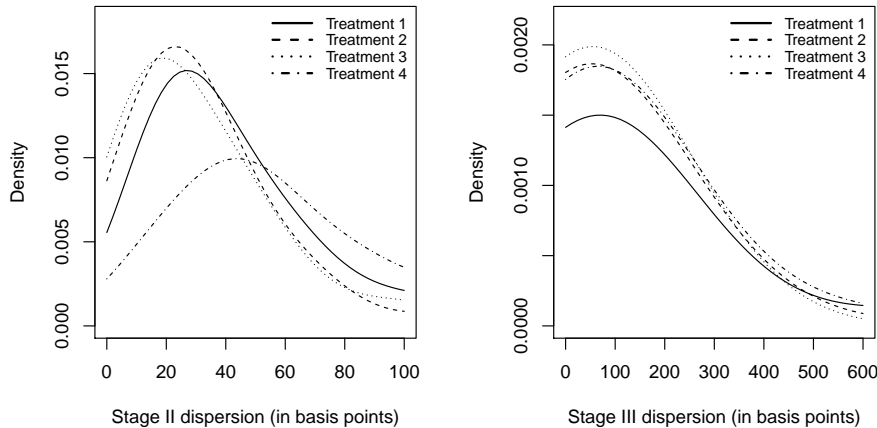 Treatment 1
Treatment 2
Treatment 3
Treatment 4
Density
0.000
0.005
0.010
0.015
0 20 40 60 80 100
Stage II dispersion (in basis points)
Treatment 1
Treatment 2
Treatment 3
Treatment 4
Density
0.0000
0.0010
0.0020
0 100 200 300 400 500 600
Stage III dispersion (in basis points)